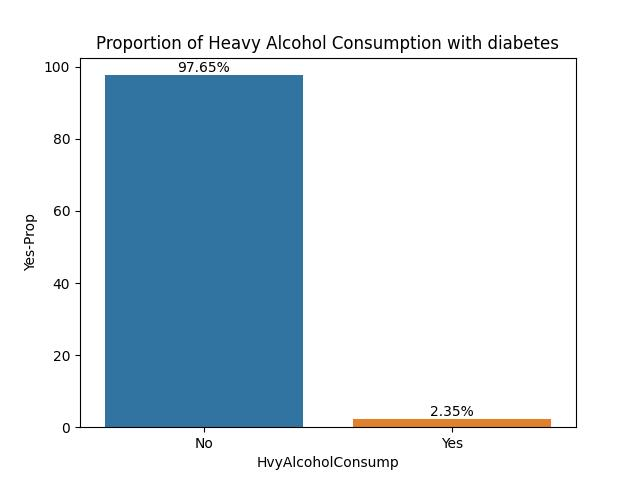 Proportion of Heavy Alcohol Consumption with diabetes
97.65%
2.35%
Yes-Prop
100
80
60
40
20
0
No Yes
HvyAlcoholConsump